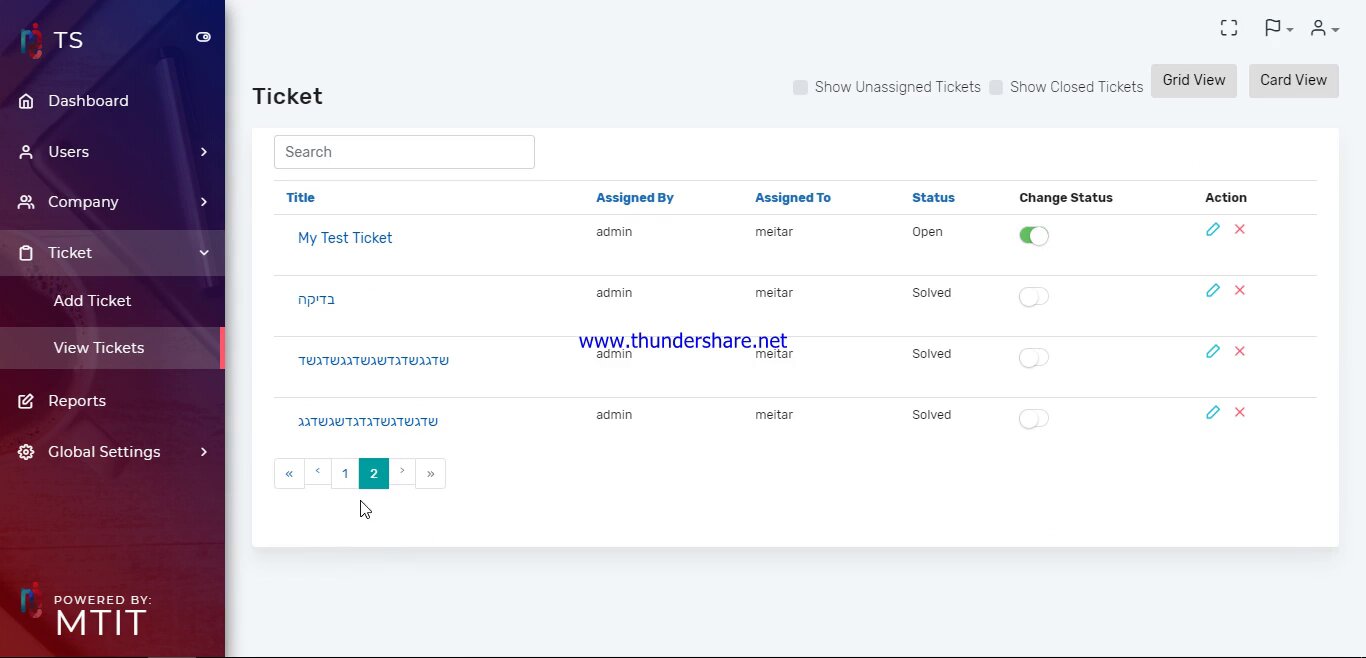 TS
Dashboard
Users
Company
Ticket
Add Ticket
View Tickets
Reports
Global Settings
POWERED BY:
MTIT
Ticket
Show Unassigned Tickets Show Closed Tickets Grid View Card View
Search
Title Assigned By Assigned To Status Change Status Action
My Test Ticket admin meitar Open
בדיקה admin meitar Solved
www.thundershare.net
שדגגשדגדשגשדגגשדגשד admin meitar Solved
שדגשדגשדגדגדשגשדגג admin meitar Solved
« ‹ 1 2 › »